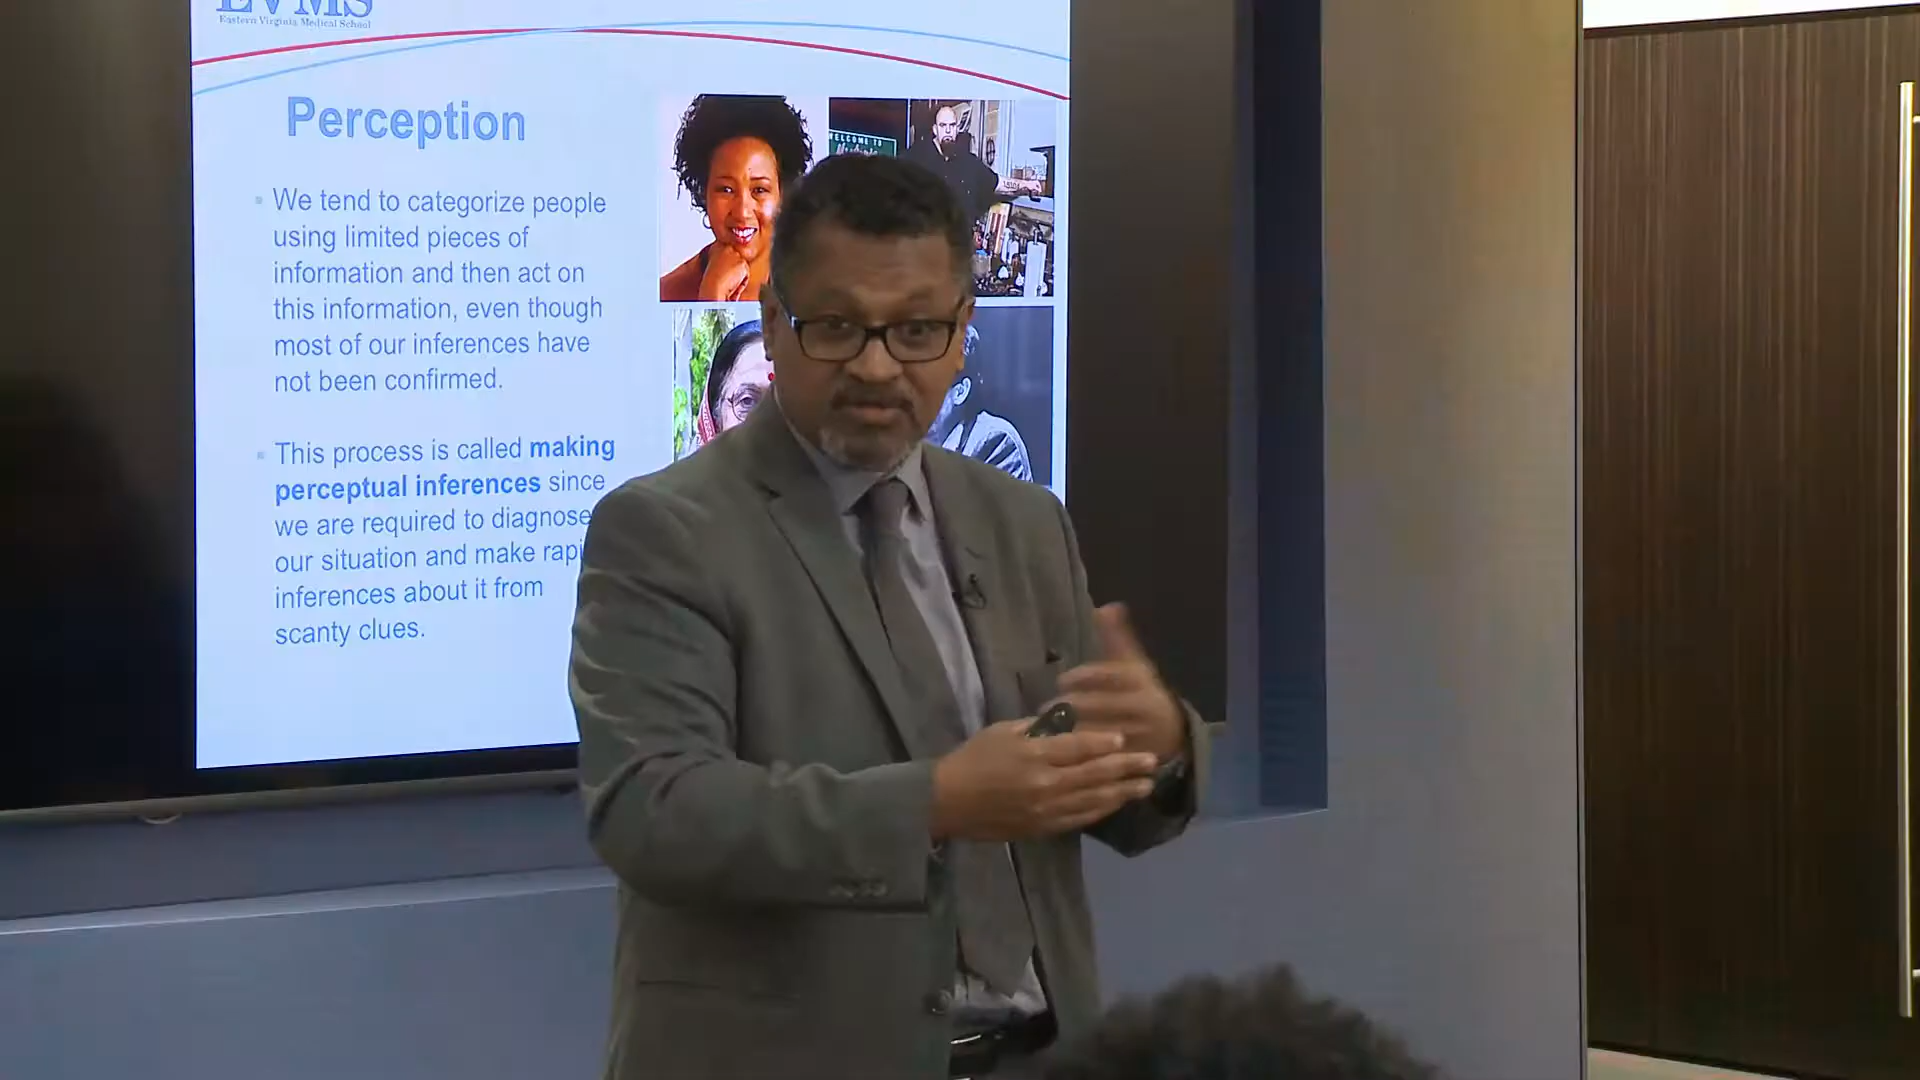 EVMS
Eastern Virginia Medical School
Perception
WELCOME TO
We tend to categorize people
using limited pieces of
information and then act on
this information, even though
most of our inferences have
not been confirmed.
This process is called making
perceptual inferences since
we are required to diagnose
our situation and make rapi
inferences about it from
scanty clues.